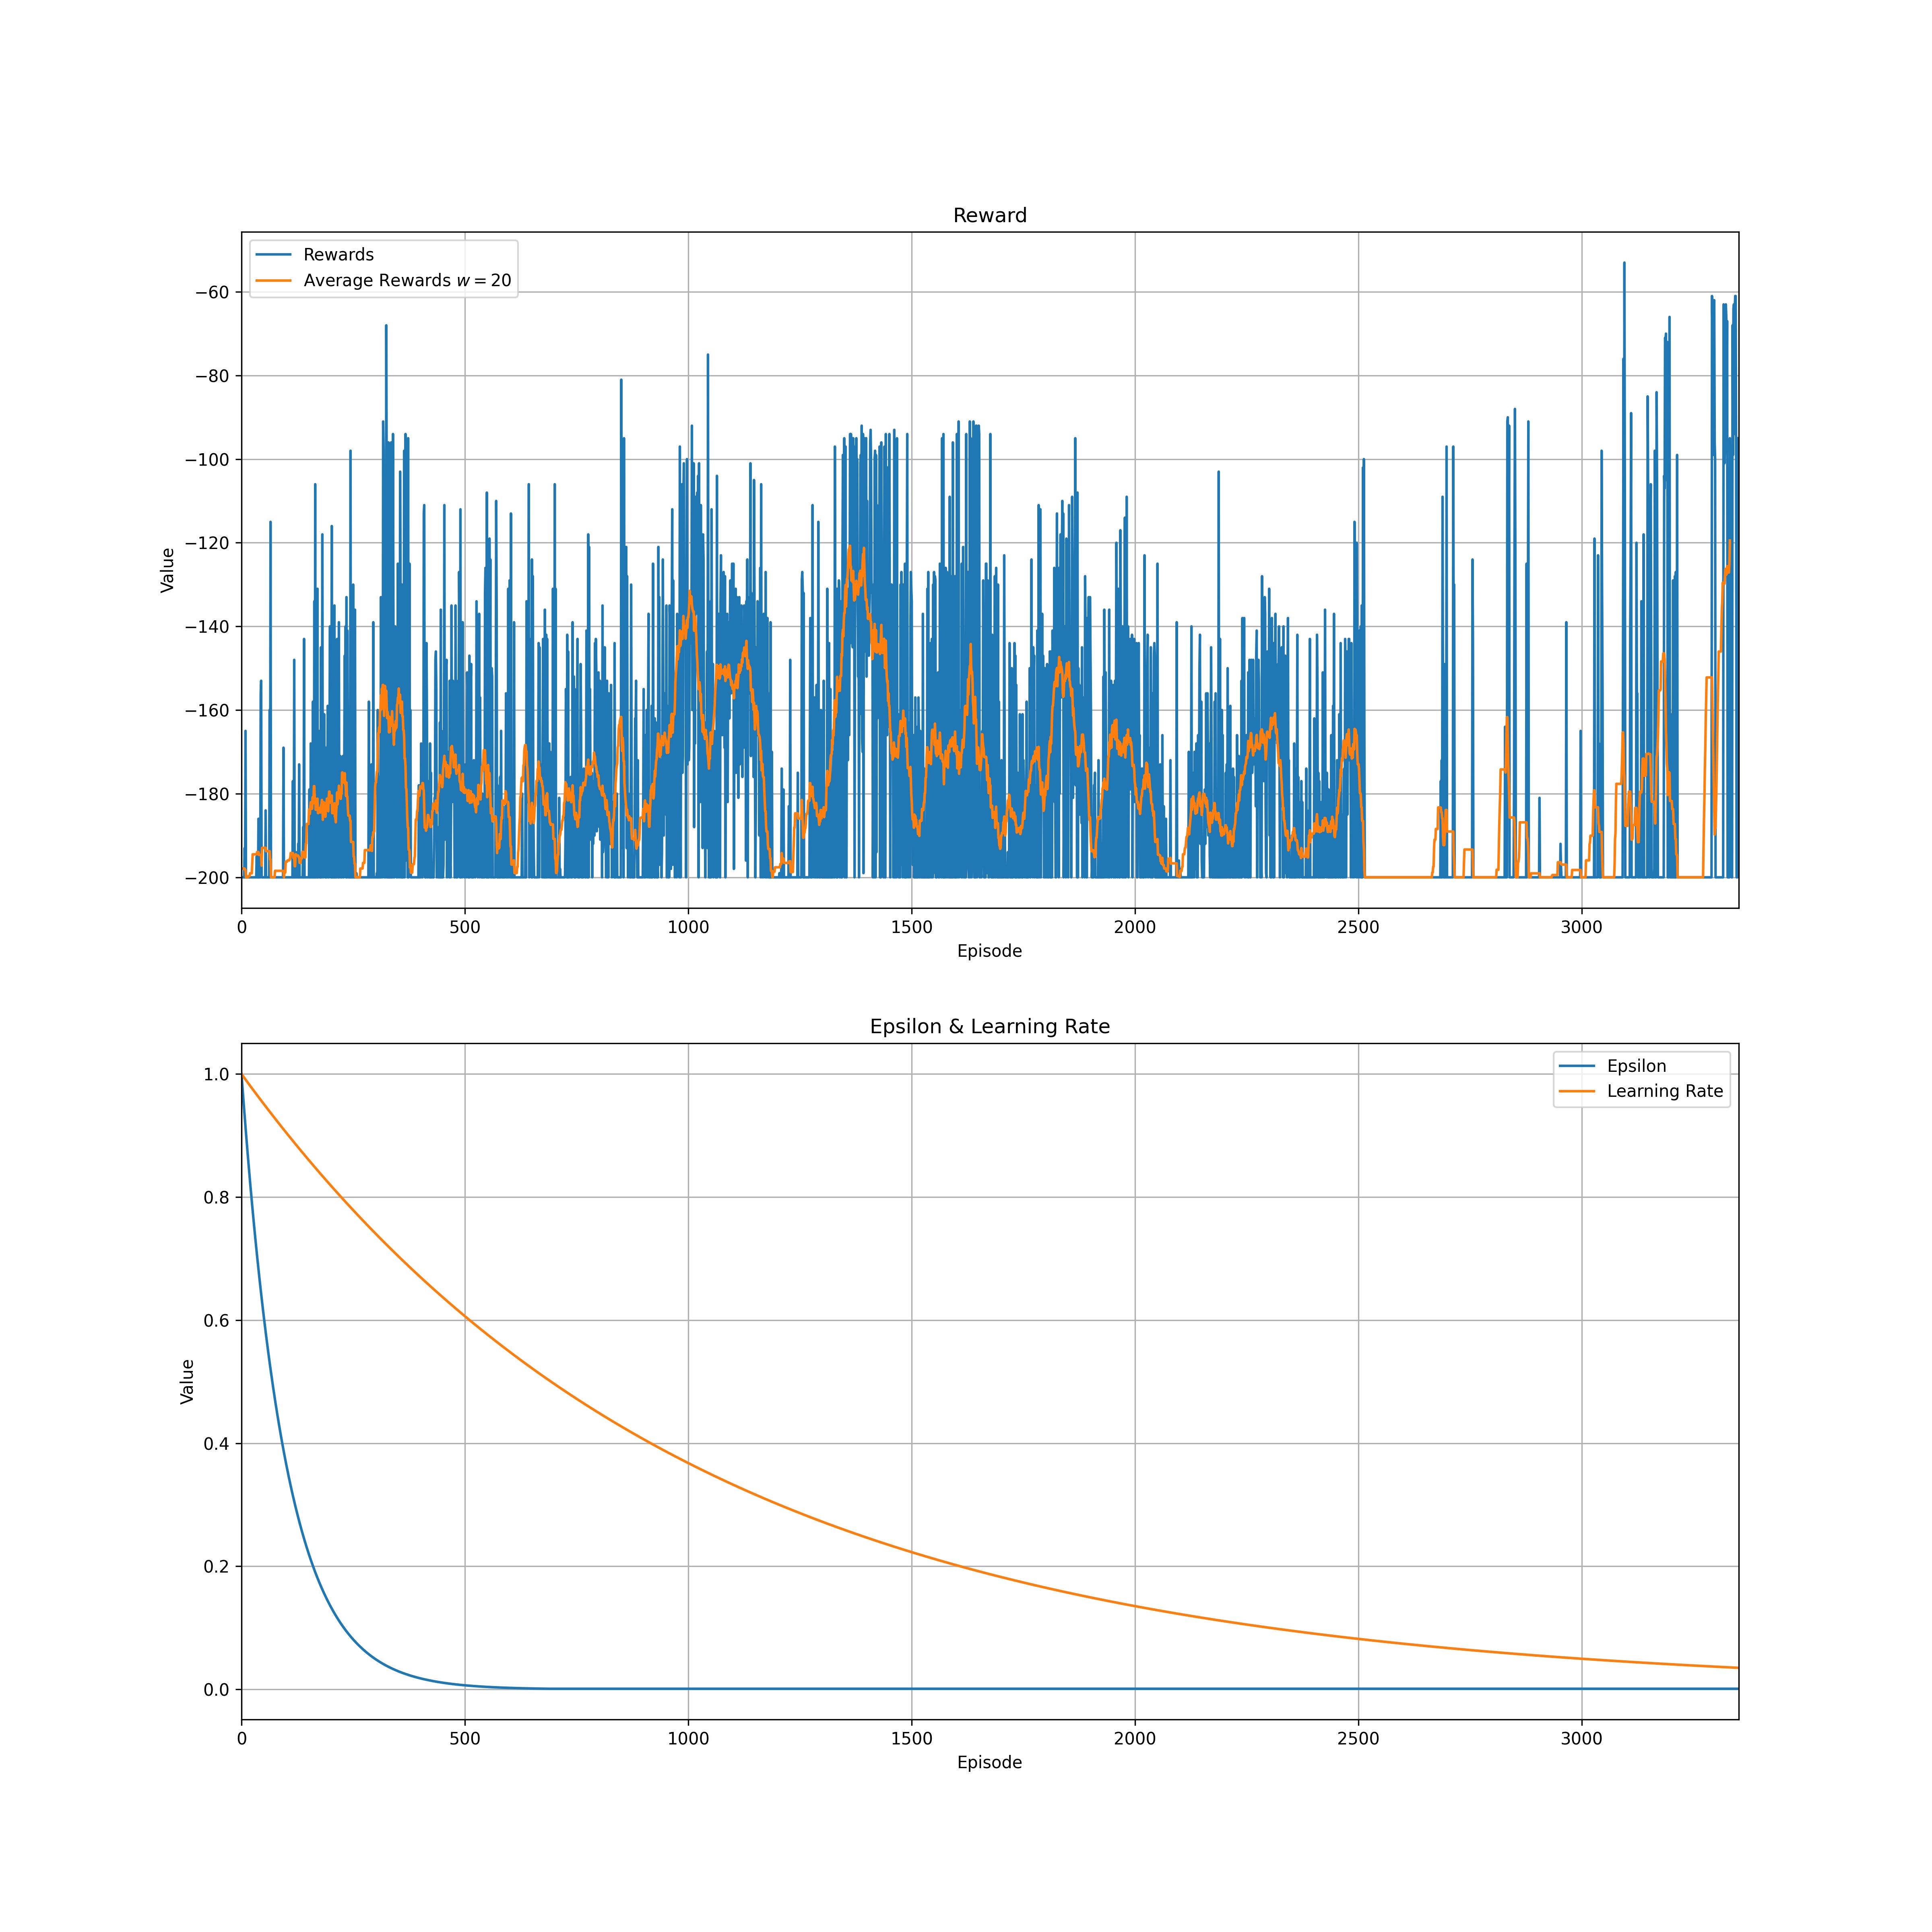 Reward
Rewards
Average Rewards w = 20
Value
−60
−80
−100
−120
−140
−160
−180
−200
0 500 1000 1500 2000 2500 3000
Episode
Epsilon & Learning Rate
Epsilon
Learning Rate
Value
1.0
0.8
0.6
0.4
0.2
0.0
0 500 1000 1500 2000 2500 3000
Episode